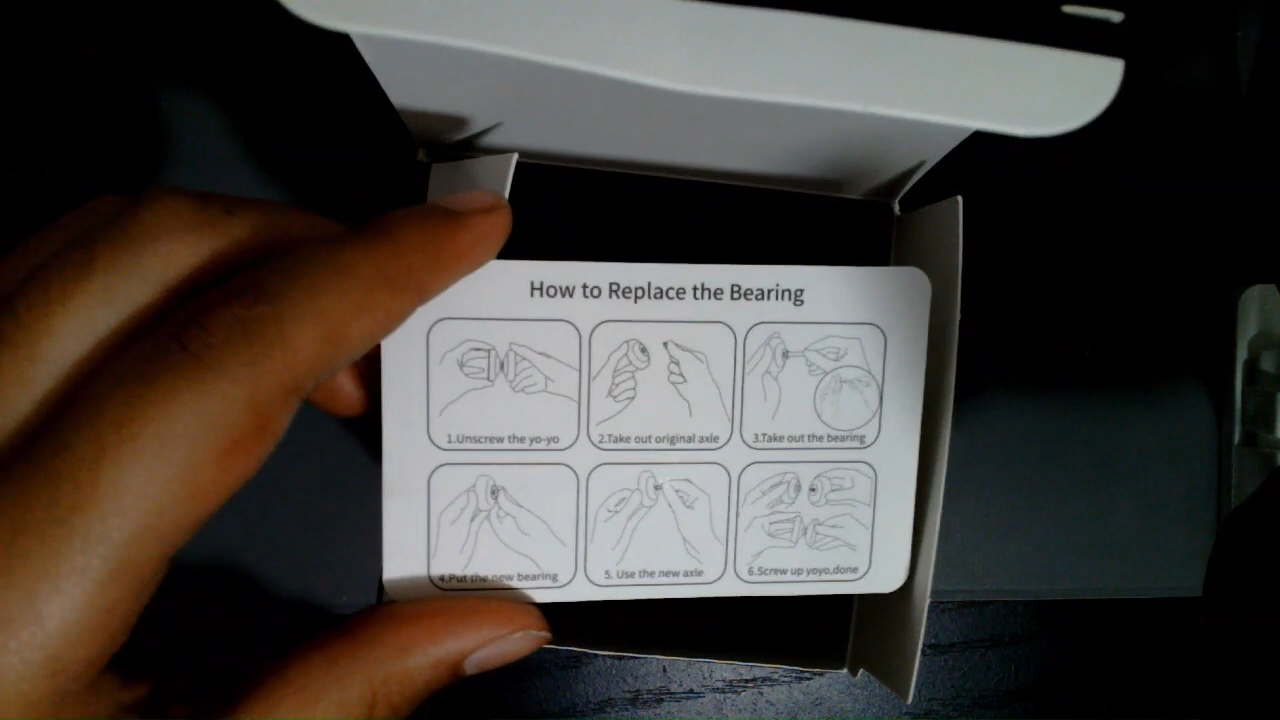 How to Replace the Bearing
1.Unscrew the yo-yo
2.Take out original axle
3.Take out the bearing
4.Put the new bearing
5. Use the new axle
6.Screw up yoyo,done